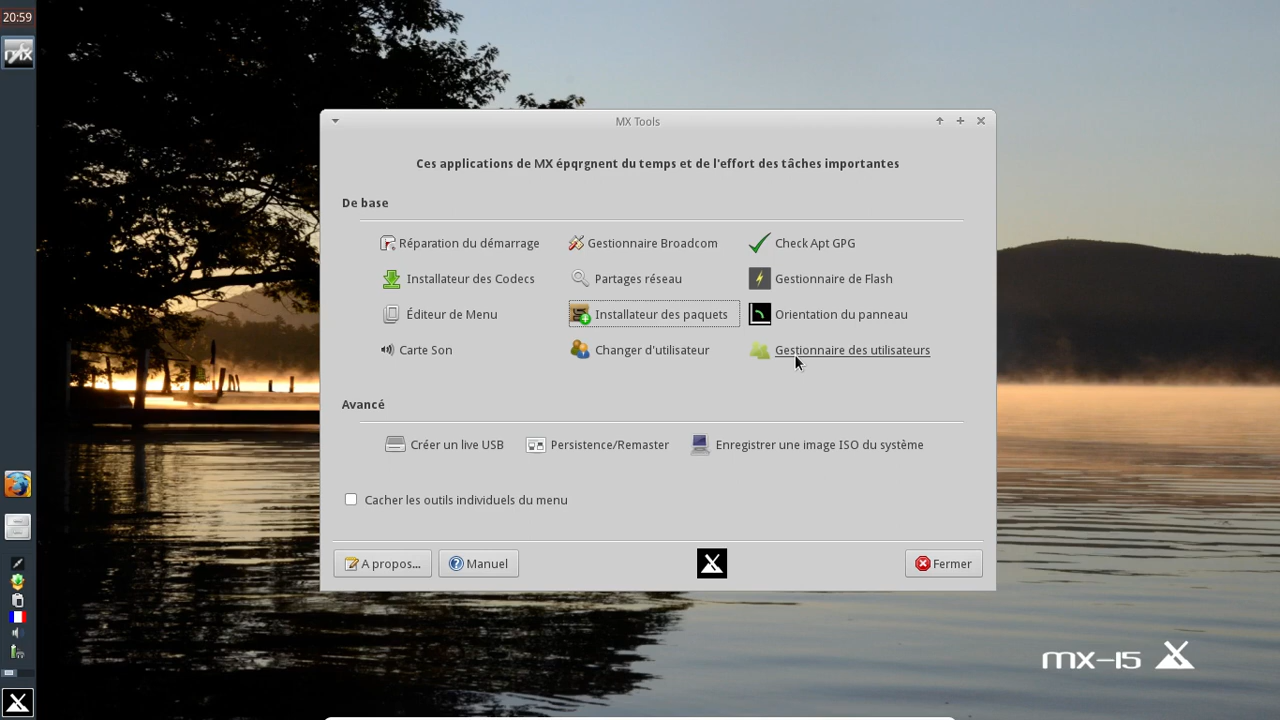 20:59
MX Tools
Ces applications de MX épqrgnent du temps et de l'effort des tâches importantes
De base
Réparation du démarrage
Gestionnaire Broadcom
Check Apt GPG
Installateur des Codecs
Partages réseau
Gestionnaire de Flash
Éditeur de Menu
Installateur des paquets
Orientation du panneau
Carte Son
Changer d'utilisateur
Gestionnaire des utilisateurs
Avancé
Créer un live USB
Persistence/Remaster
Enregistrer une image ISO du système
Cacher les outils individuels du menu
A propos...
Manuel
Fermer
mx-15